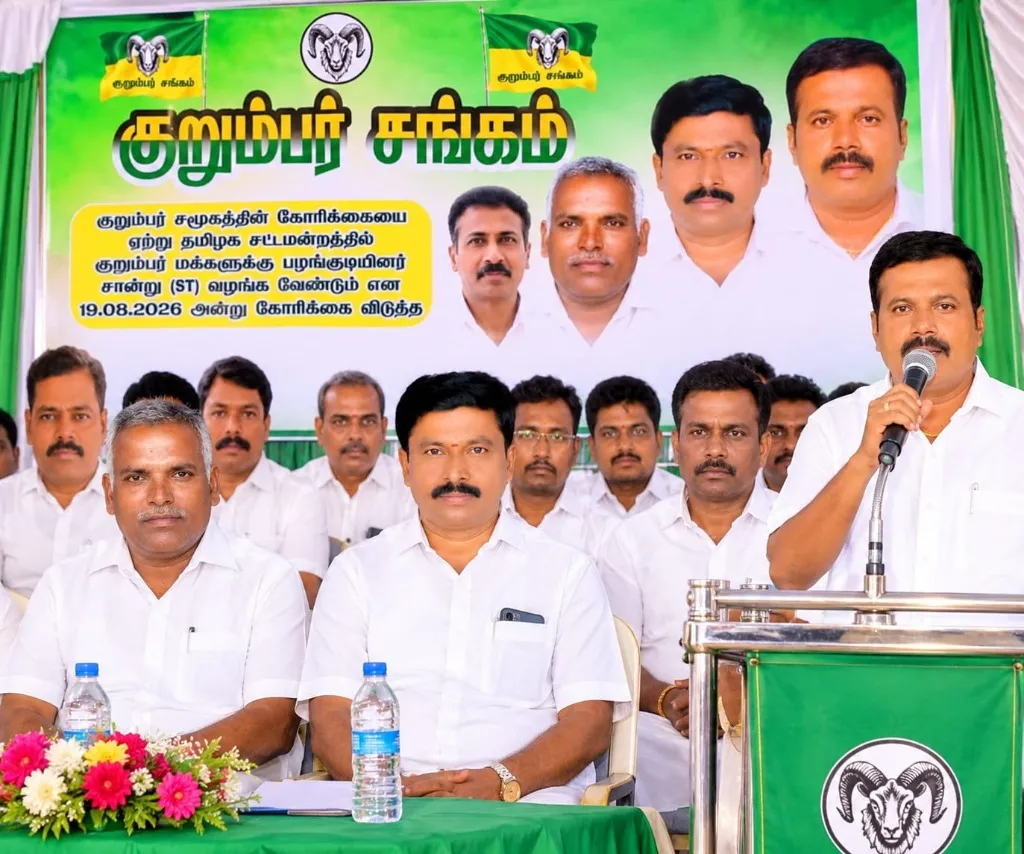 குறும்பர் சங்கம்
குறும்பர் சங்கம்
குறும்பர் சங்கம்
குறும்பர் சமூகத்தின் கோரிக்கையை
ஏற்று தமிழக சட்டமன்றத்தில்
குறும்பர் மக்களுக்கு பழங்குடியினர்
சான்று (ST) வழங்க வேண்டும் என
19.08.2026 அன்று கோரிக்கை விடுத்த